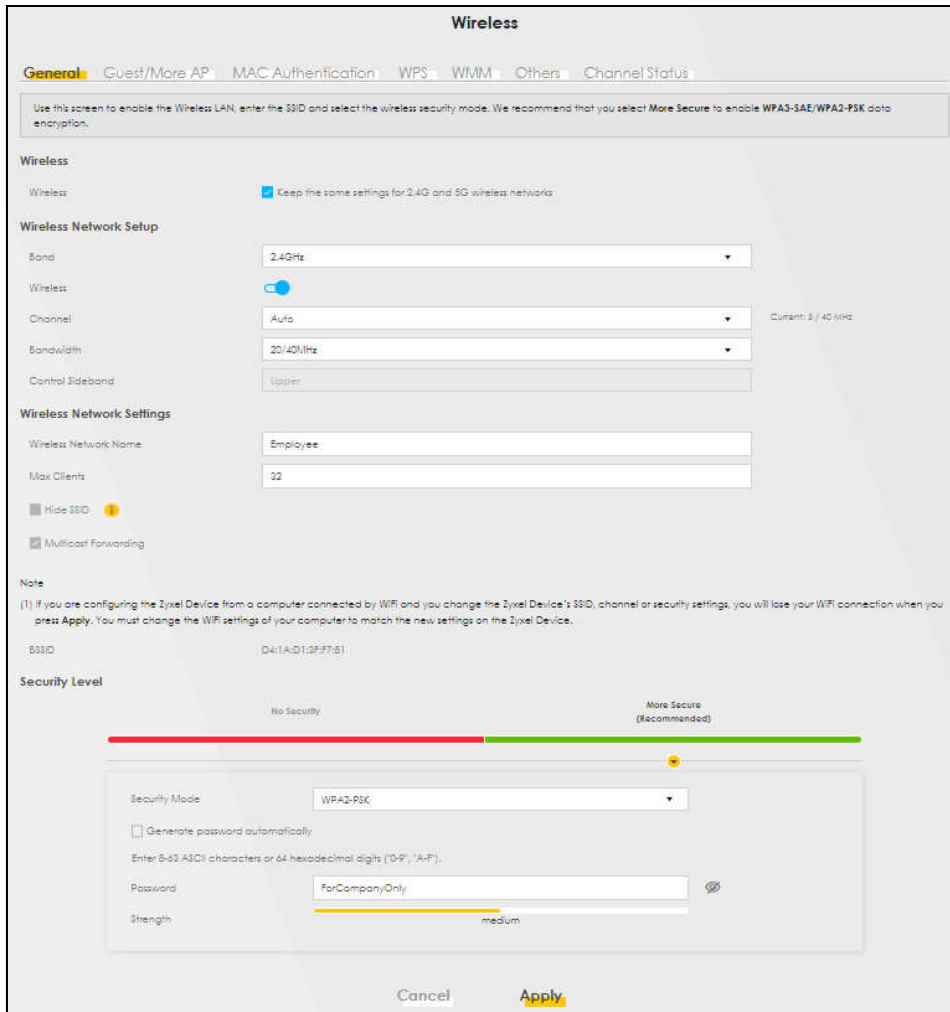 Wireless
General Guest/More AP MAC Authentication WPS WMM Others Channel Status
Use this screen to enable the Wireless LAN, enter the SSID and select the wireless security mode. We recommend that you select More Secure to enable WPA3-SAE/WPA2-PSK data
encryption.
Wireless
Wireless Keep the same settings for 2.4G and 5G wireless networks
Wireless Network Setup
Band 2.4GHz
Wireless
Channel Auto Current: 5 / 40 MHz
Bandwidth 20/40MHz
Control Sideband Upper
Wireless Network Settings
Wireless Network Name Employee
Max Clients 32
Hide SSID
Multicast Forwarding
Note
(1) If you are configuring the Zyxel Device from a computer connected by WiFi and you change the Zyxel Device's SSID, channel or security settings, you will lose your WiFi connection when you
press Apply. You must change the WiFi settings of your computer to match the new settings on the Zyxel Device.
BSSID D4:1A:D1:3F:F7:B1
Security Level
No Security More Secure
(Recommended)
Security Mode WPA2-PSK
Generate password automatically
Enter 8-63 ASCII characters or 64 hexadecimal digits ("0-9", "A-F").
Password ForCompanyOnly
Strength medium
Cancel Apply